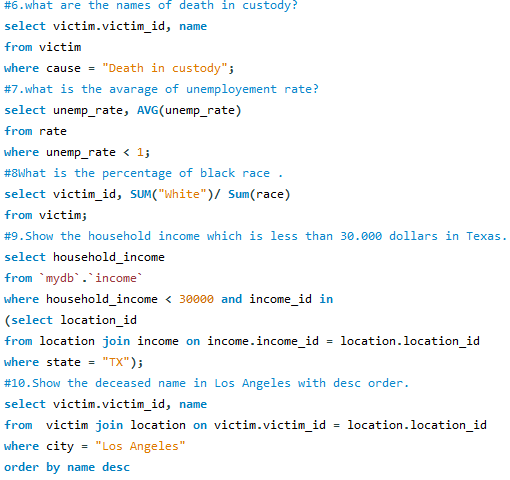 #6.what are the names of death in custody?
select victim.victim_id, name
from victim
where cause = "Death in custody";
#7.what is the avarage of unemployement rate?
select unemp_rate, AVG(unemp_rate)
from rate
where unemp_rate < 1;
#8What is the percentage of black race .
select victim_id, SUM("White")/ Sum(race)
from victim;
#9.Show the household income which is less than 30.000 dollars in Texas.
select household_income
from `mydb`.`income`
where household_income < 30000 and income_id in
(select location_id
from location join income on income.income_id = location.location_id
where state = "TX");
#10.Show the deceased name in Los Angeles with desc order.
select victim.victim_id, name
from  victim join location on victim.victim_id = location.location_id
where city = "Los Angeles"
order by name desc